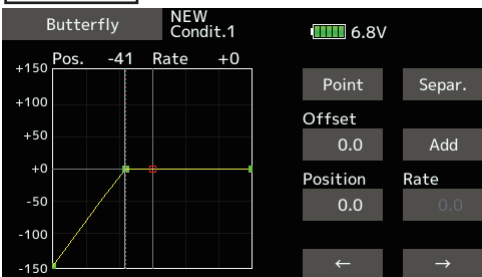 Butterfly
NEW
Condit.1
6.8V
Pos. -41 Rate +0
+150
+100
+50
+0
-50
-100
-150
Point Separ.
Offset
0.0 Add
Position Rate
0.0 0.0
← →